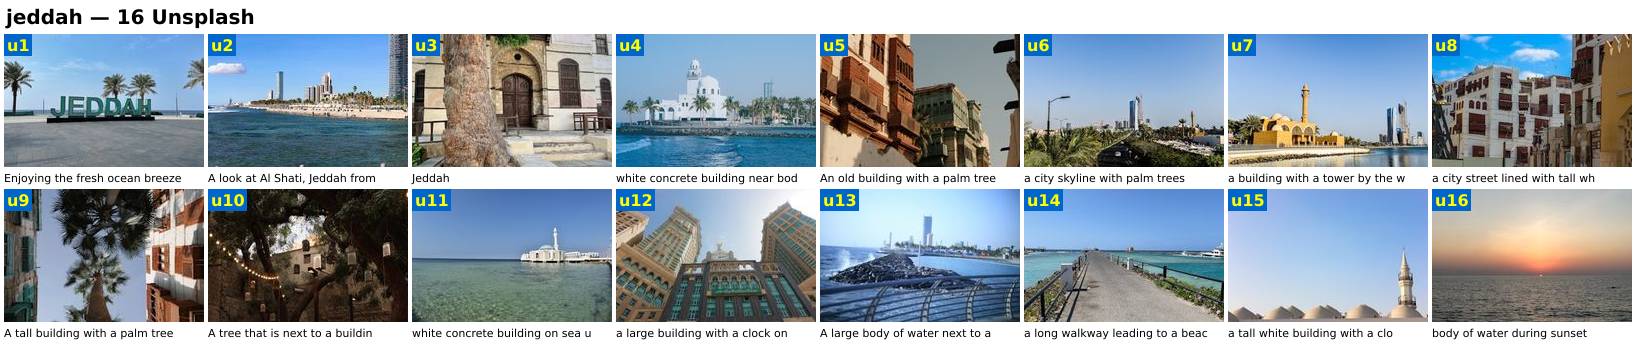 jeddah — 16 Unsplash
u1
u2
u3
u4
u5
u6
u7
u8
JEDDAH
Enjoying the fresh ocean breeze
A look at Al Shati, Jeddah from
Jeddah
white concrete building near bod
An old building with a palm tree
a city skyline with palm trees
a building with a tower by the w
a city street lined with tall wh
u9
u10
u11
u12
u13
u14
u15
u16
A tall building with a palm tree
A tree that is next to a buildin
white concrete building on sea u
a large building with a clock on
A large body of water next to a
a long walkway leading to a beac
a tall white building with a clo
body of water during sunset